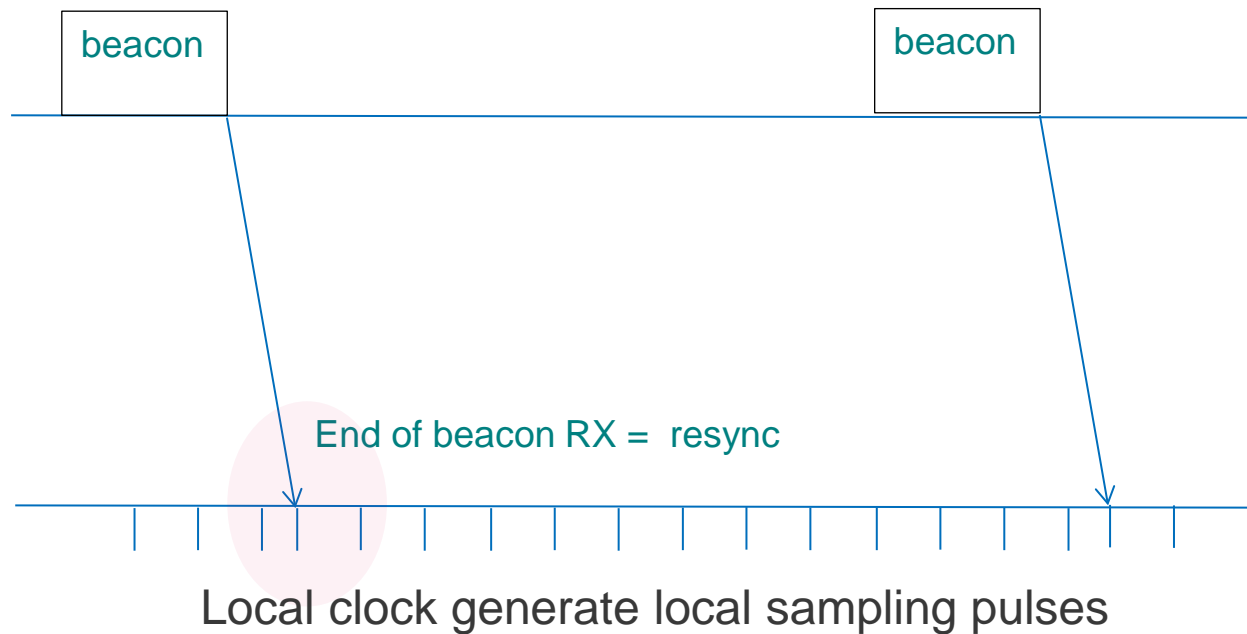 beacon
beacon
End of beacon RX = resync
Local clock generate local sampling pulses